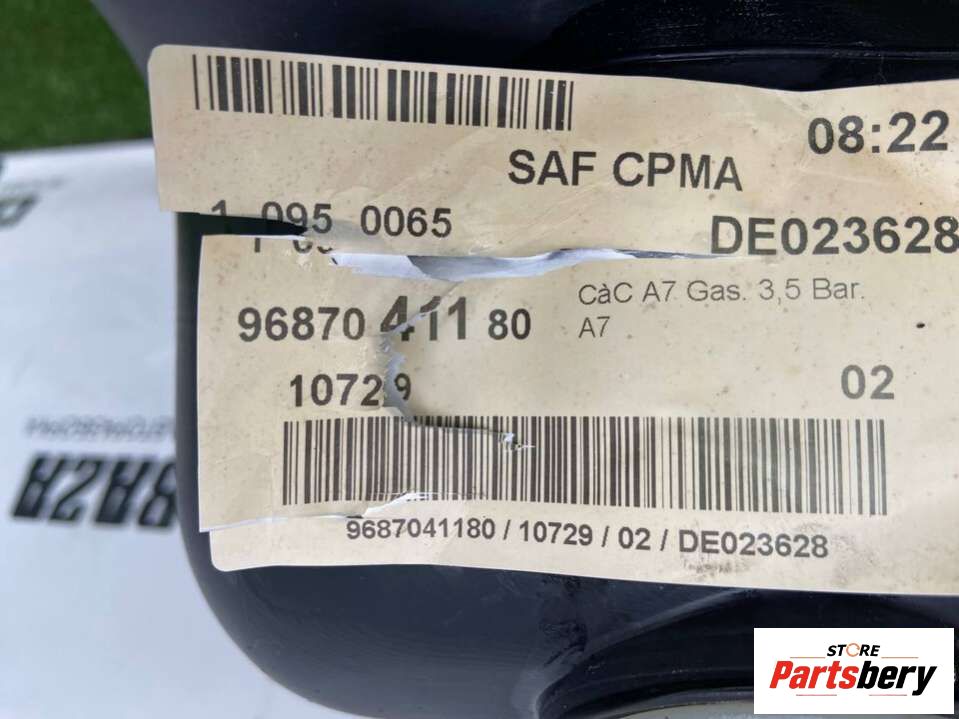 08:22
SAF CPMA
1 095 0065
DE023628
CàC A7 Gas. 3,5 Bar.
A7
96870 411 80
10729
02
9687041180 / 10729 / 02 / DE023628
STORE
Partsbery